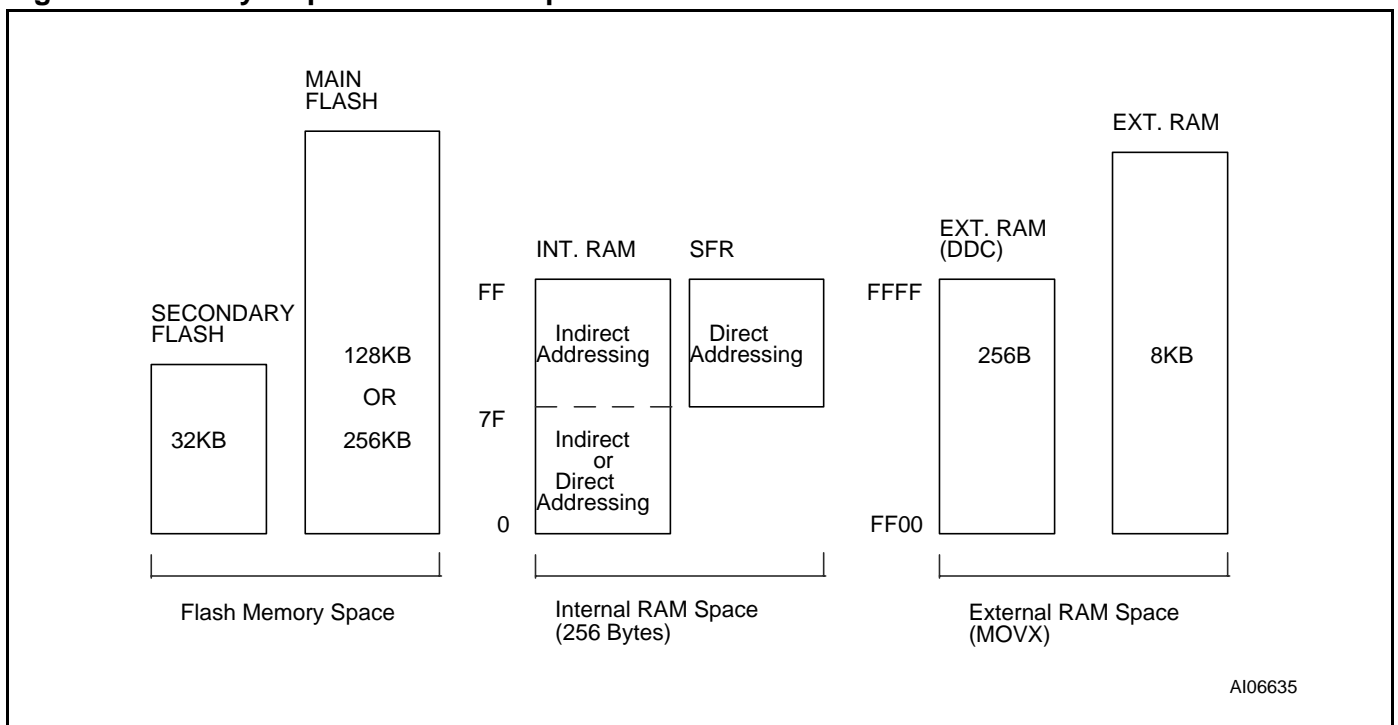 MAIN
FLASH
EXT. RAM
EXT. RAM
(DDC)
INT. RAM
SFR
FF
FFFF
SECONDARY
FLASH
Indirect
Addressing
Direct
Addressing
128KB
OR
256KB
256B
8KB
7F
32KB
Indirect
or
Direct
Addressing
0
FF00
Flash Memory Space
Internal RAM Space
(256 Bytes)
External RAM Space
(MOVX)
AI06635